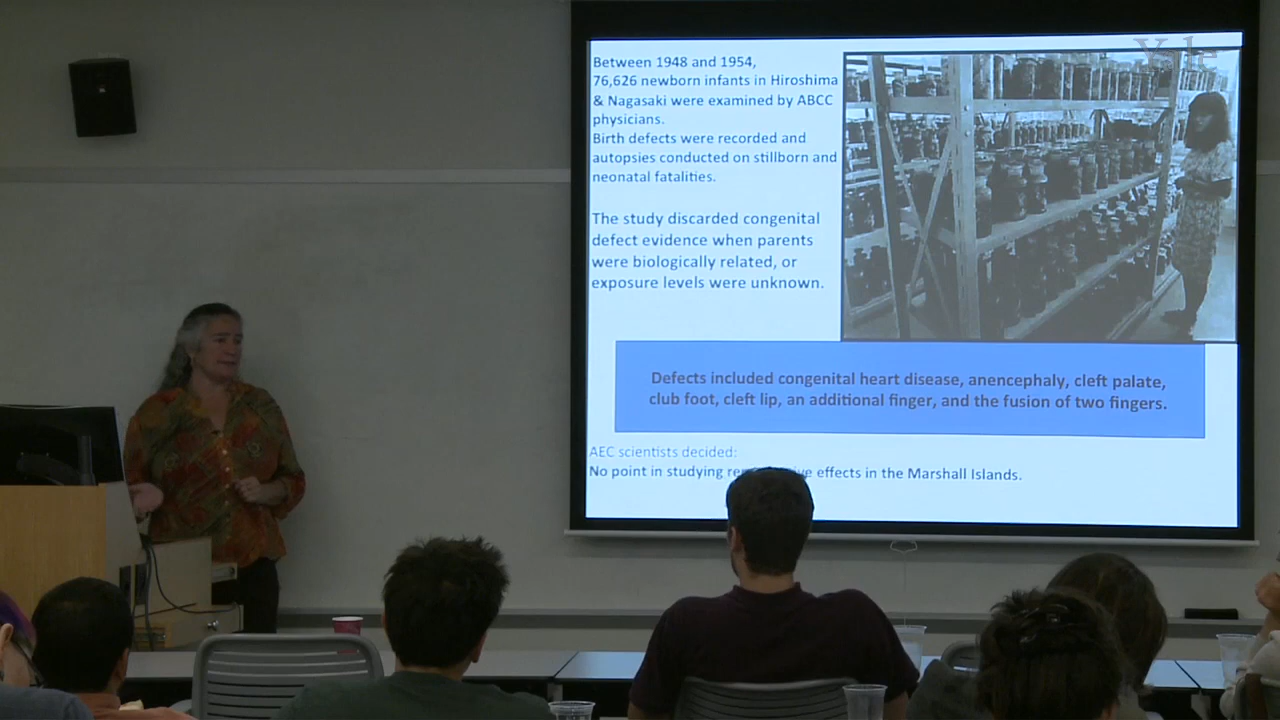 Yale
Between 1948 and 1954,
76,626 newborn infants in Hiroshima
& Nagasaki were examined by ABCC
physicians.
Birth defects were recorded and
autopsies conducted on stillborn and
neonatal fatalities.
The study discarded congenital
defect evidence when parents
were biologically related, or
exposure levels were unknown.
Defects included congenital heart disease, anencephaly, cleft palate,
club foot, cleft lip, an additional finger, and the fusion of two fingers.
AEC scientists decided:
No point in studying effects in the Marshall Islands.